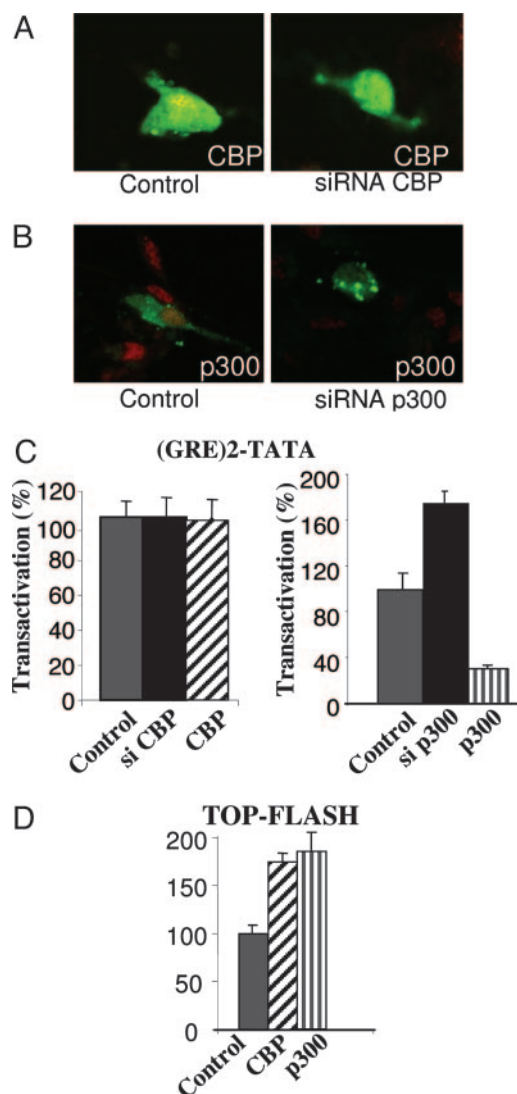 A
CBP
CBP
Control
siRNA CBP
B
p300
p300
Control
siRNA p300
C
(GRE)2-TATA
Transactivation (%)
120
100
80
60
40
20
0
Control
si CBP
CBP
Transactivation (%)
200
160
120
80
40
0
Control
si p300
p300
D
TOP-FLASH
200
150
100
50
0
Control
CBP
p300